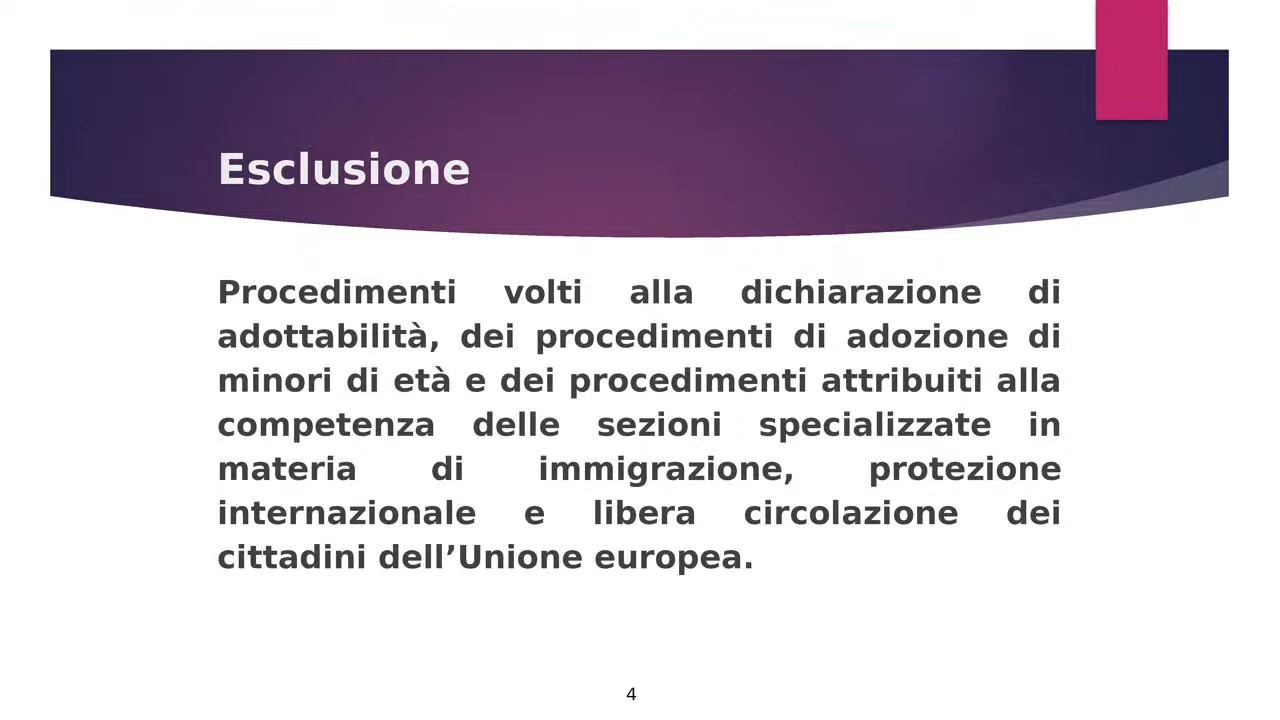 Esclusione
Procedimenti volti alla dichiarazione di
adottabilità, dei procedimenti di adozione di
minori di età e dei procedimenti attribuiti alla
competenza delle sezioni specializzate in
materia di immigrazione, protezione
internazionale e libera circolazione dei
cittadini dell’Unione europea.
4